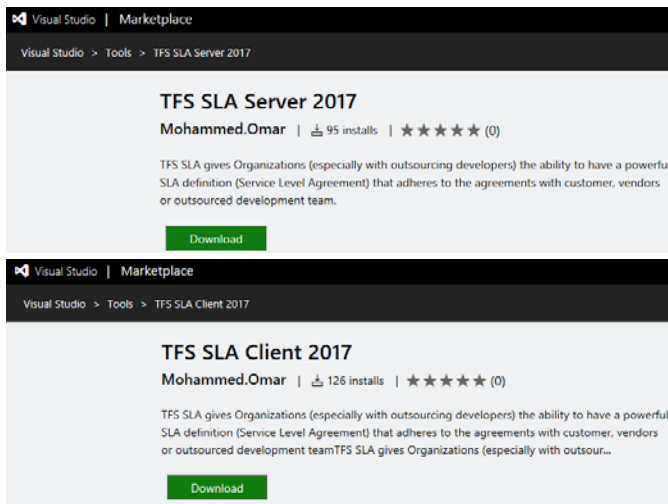 Visual Studio | Marketplace
Visual Studio > Tools > TFS SLA Server 2017
TFS SLA Server 2017
Mohammed.Omar | 95 installs | ★★★★★ (0)
TFS SLA gives Organizations (especially with outsourcing developers) the ability to have a powerfu
SLA definition (Service Level Agreement) that adheres to the agreements with customer, vendors
or outsourced development team.
Download
Visual Studio | Marketplace
Visual Studio > Tools > TFS SLA Client 2017
TFS SLA Client 2017
Mohammed.Omar | 126 installs | ★★★★★ (0)
TFS SLA gives Organizations (especially with outsourcing developers) the ability to have a powerful
SLA definition (Service Level Agreement) that adheres to the agreements with customer, vendors
or outsourced development teamTFS SLA gives Organizations (especially with outsour...
Download